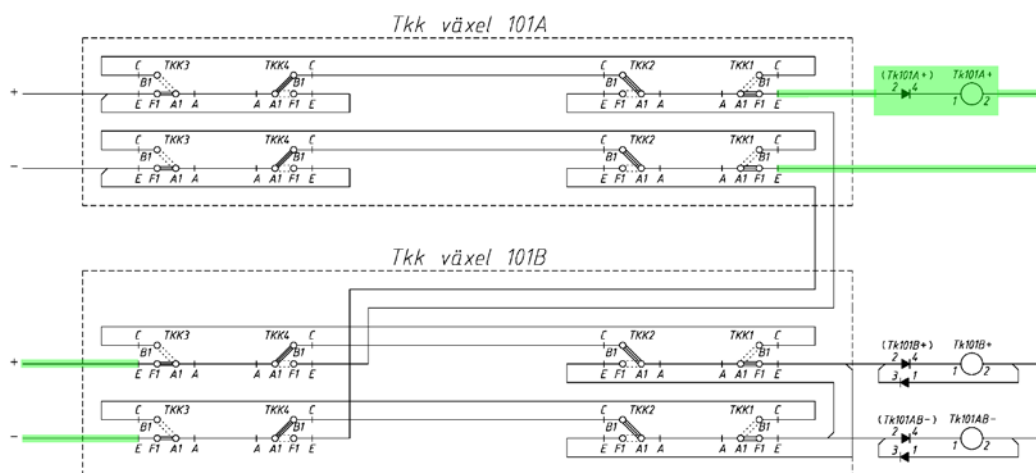 Tkk växel 101A
C TKK3 TKK4 C C TKK2 TKK1 C (Tk101A+) Tk101A+
B1 B1 B1 B1
+ 2 4 1 2
E F1 A1 A A A1 F1 E E F1 A1 A A A1 F1 E
C TKK3 TKK4 C C TKK2 TKK1 C
B1 B1 B1 B1
-
E F1 A1 A A A1 F1 E E F1 A1 A A A1 F1 E
Tkk växel 101B
C TKK3 TKK4 C C TKK2 TKK1 C (Tk101B+) Tk101B+
B1 B1 B1 B1
+ 2 4 1 2
E F1 A1 A A A1 F1 E E F1 A1 A A A1 F1 E 3 1
C TKK3 TKK4 C C TKK2 TKK1 C (Tk101AB-) Tk101AB-
B1 B1 B1 B1
- 2 4 1 2
E F1 A1 A A A1 F1 E E F1 A1 A A A1 F1 E 3 1